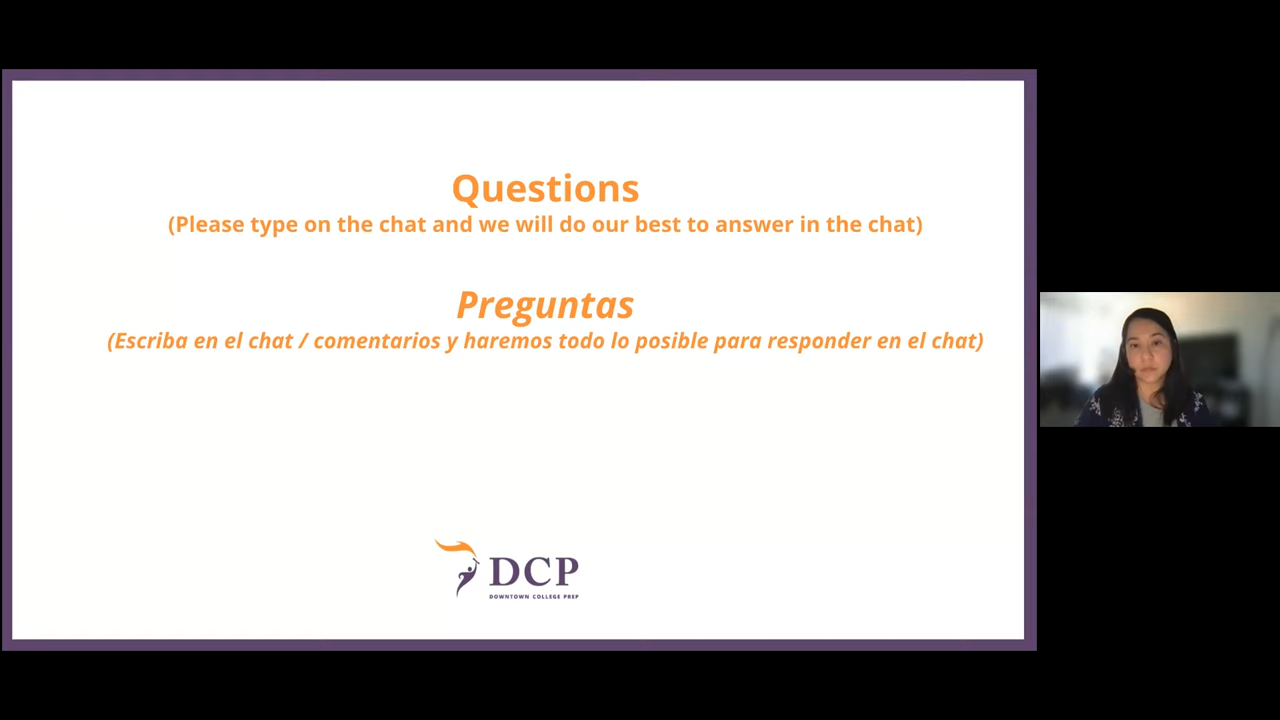 Questions
(Please type on the chat and we will do our best to answer in the chat)
Preguntas
(Escriba en el chat / comentarios y haremos todo lo posible para responder en el chat)
DCP
DOWNTOWN COLLEGE PREP